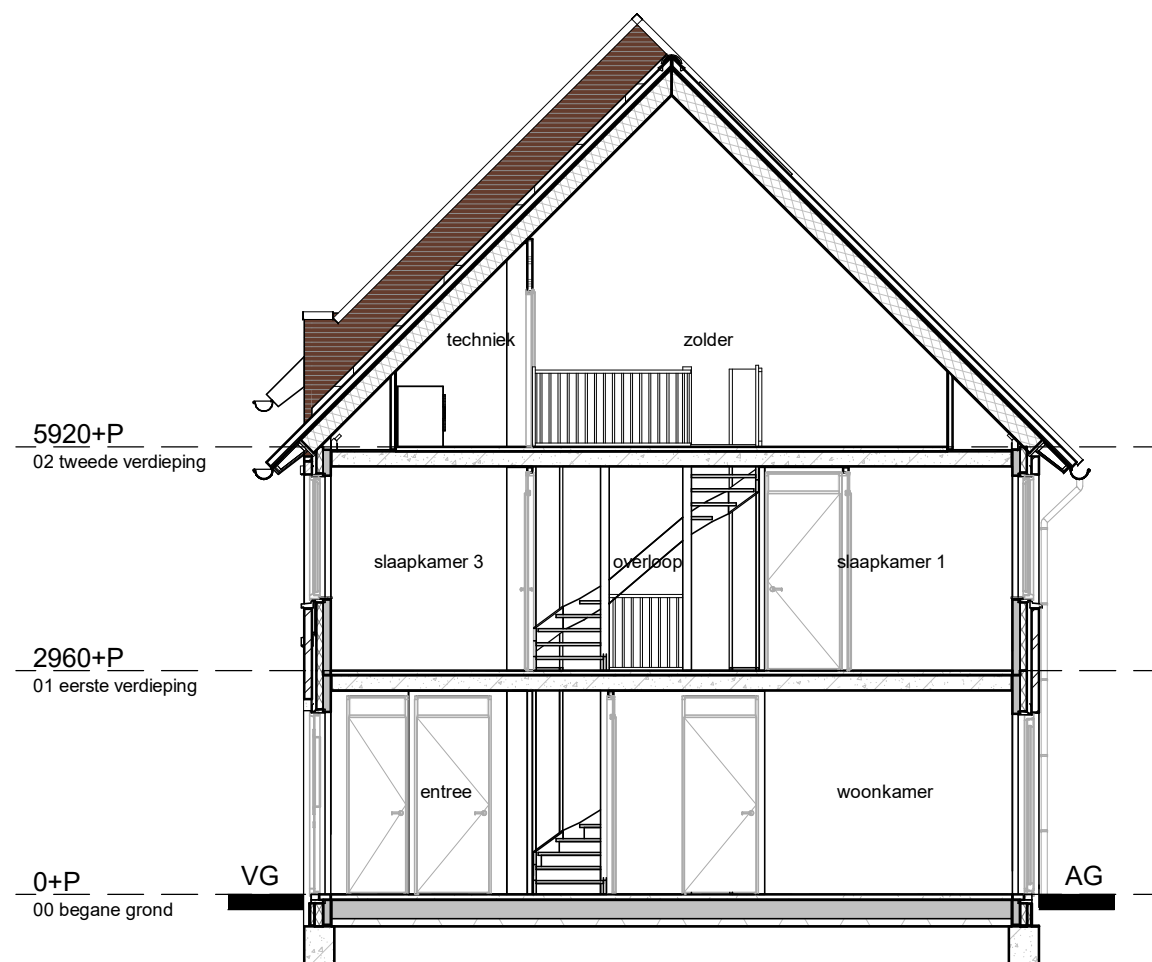 techniek
zolder
5920+P
02 tweede verdieping
slaapkamer 3
overloop
slaapkamer 1
2960+P
01 eerste verdieping
entree
woonkamer
0+P
VG
AG
00 begane grond